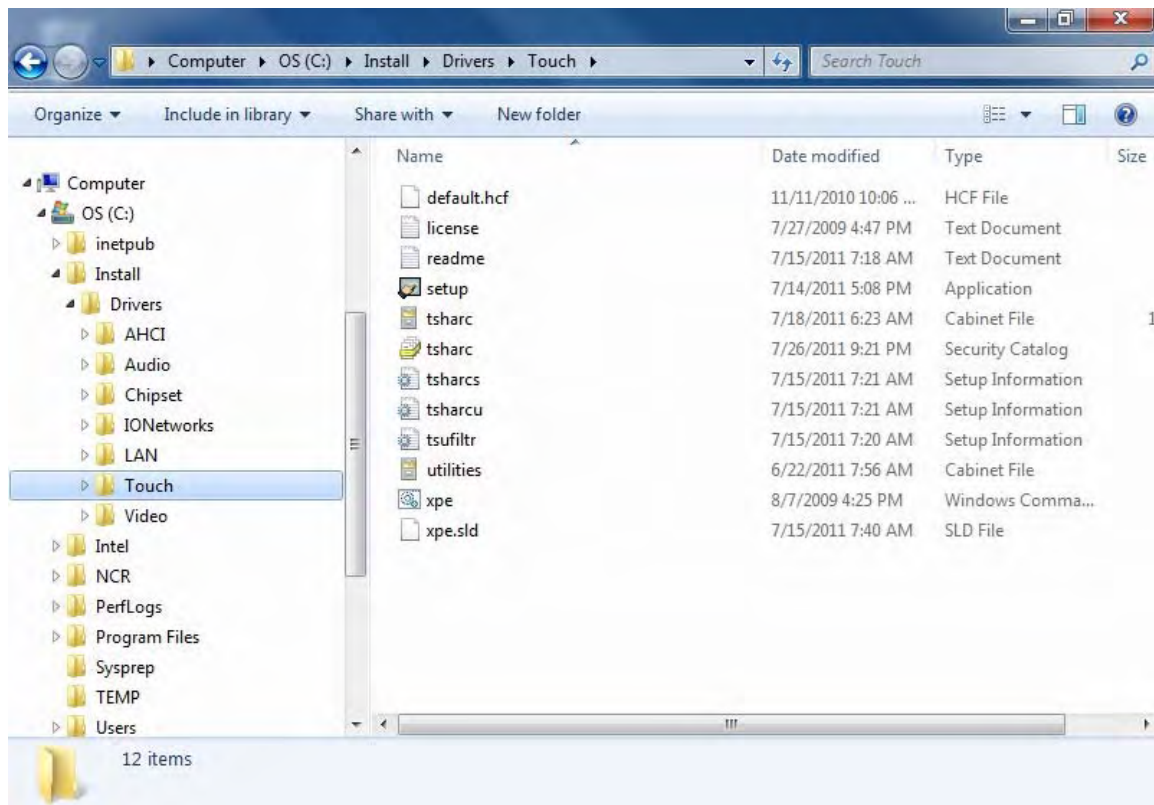 Computer ▸ OS (C:) ▸ Install ▸ Drivers ▸ Touch ▸ Search Touch
Organize Include in library Share with New folder
Computer
OS (C:)
inetpub
Install
Drivers
AHCI
Audio
Chipset
IONetworks
LAN
Touch
Video
Intel
NCR
PerfLogs
Program Files
Sysprep
TEMP
Users
Name Date modified Type Size
default.hcf 11/11/2010 10:06 ... HCF File
license 7/27/2009 4:47 PM Text Document
readme 7/15/2011 7:18 AM Text Document
setup 7/14/2011 5:08 PM Application
tsharc 7/18/2011 6:23 AM Cabinet File 1
tsharc 7/26/2011 9:21 PM Security Catalog
tsharcs 7/15/2011 7:21 AM Setup Information
tsharcu 7/15/2011 7:21 AM Setup Information
tsufiltr 7/15/2011 7:20 AM Setup Information
utilities 6/22/2011 7:56 AM Cabinet File
xpe 8/7/2009 4:25 PM Windows Comma...
xpe.sld 7/15/2011 7:40 AM SLD File
12 items